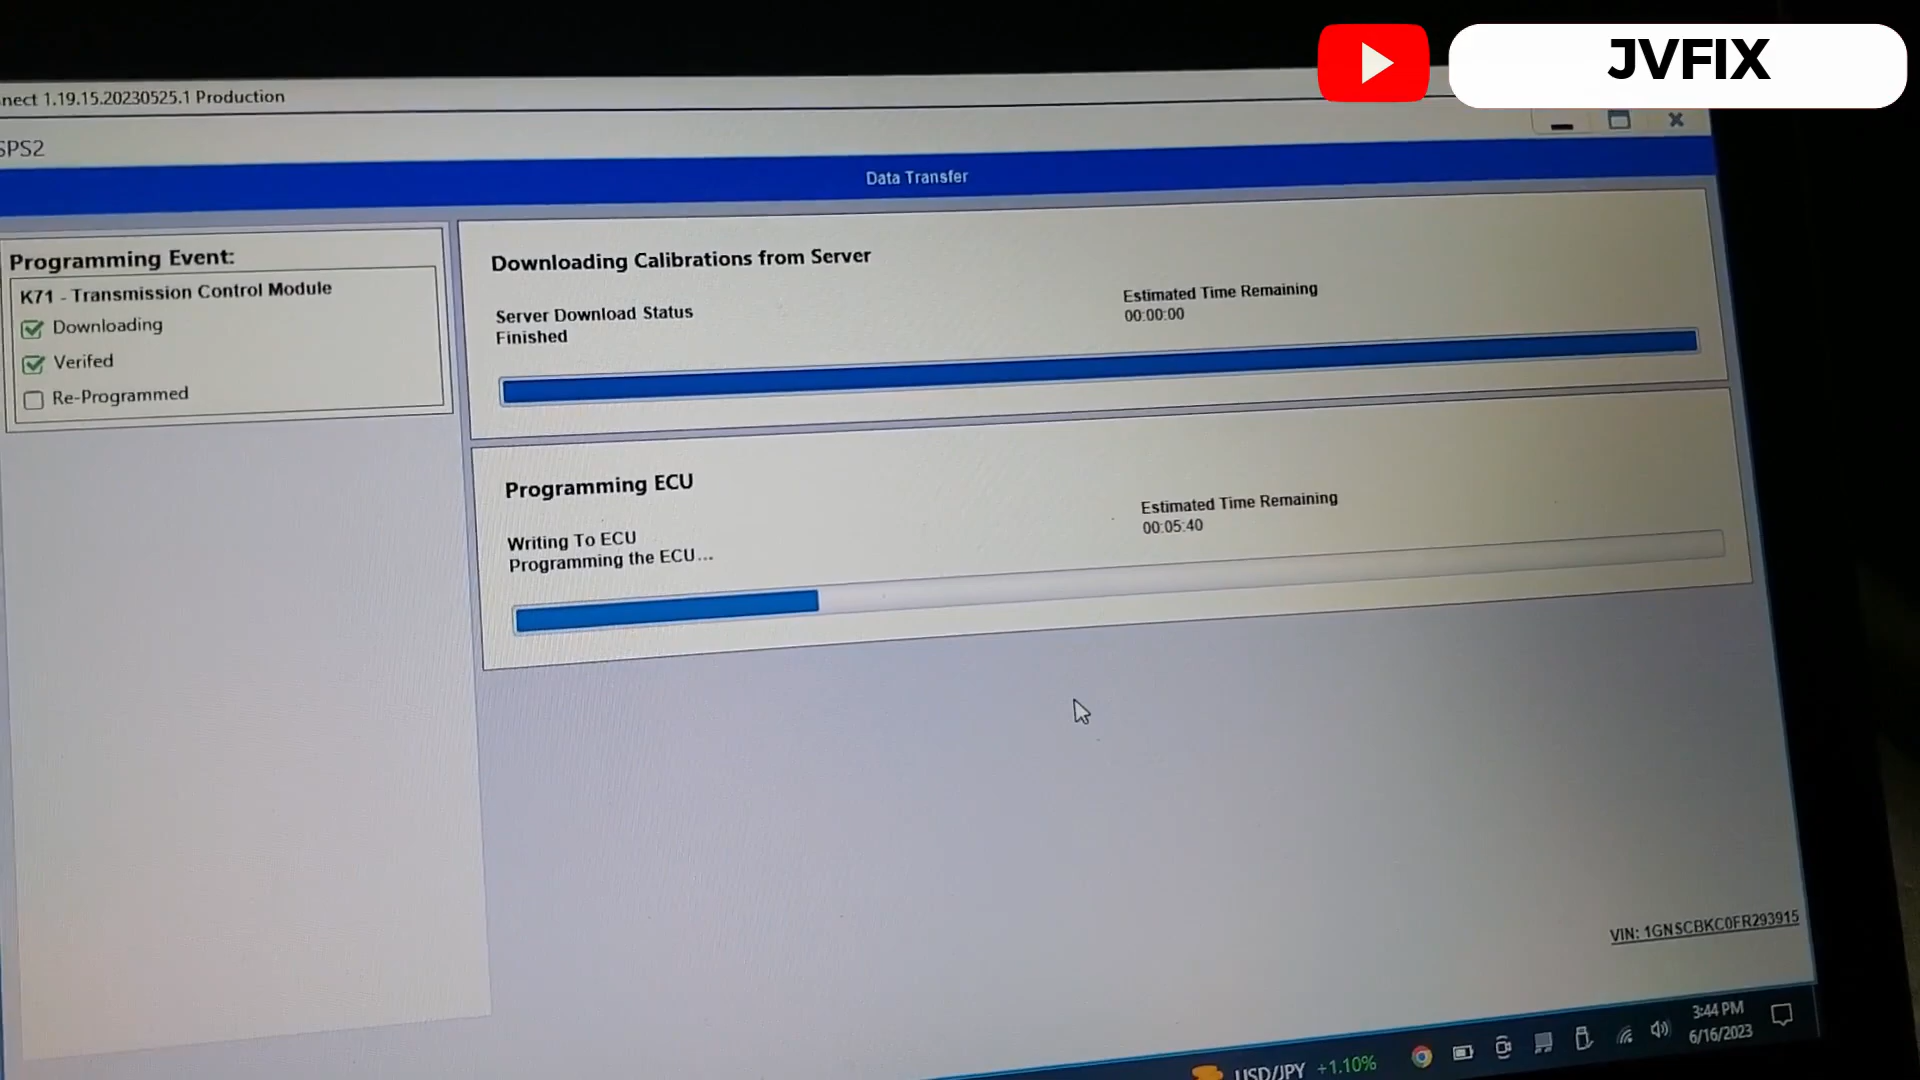 JVFIX
nect 1.19.15.20230525.1 Production
SPS2
Data Transfer
Programming Event:
K71 - Transmission Control Module
Downloading
Verifed
Re-Programmed
Downloading Calibrations from Server
Server Download Status
Finished
Estimated Time Remaining
00:00:00
Programming ECU
Writing To ECU
Programming the ECU...
Estimated Time Remaining
00:05:40
VIN: 1GNSCBKC0FR293915
USD/JPY +1.10%
3:44 PM
6/16/2023